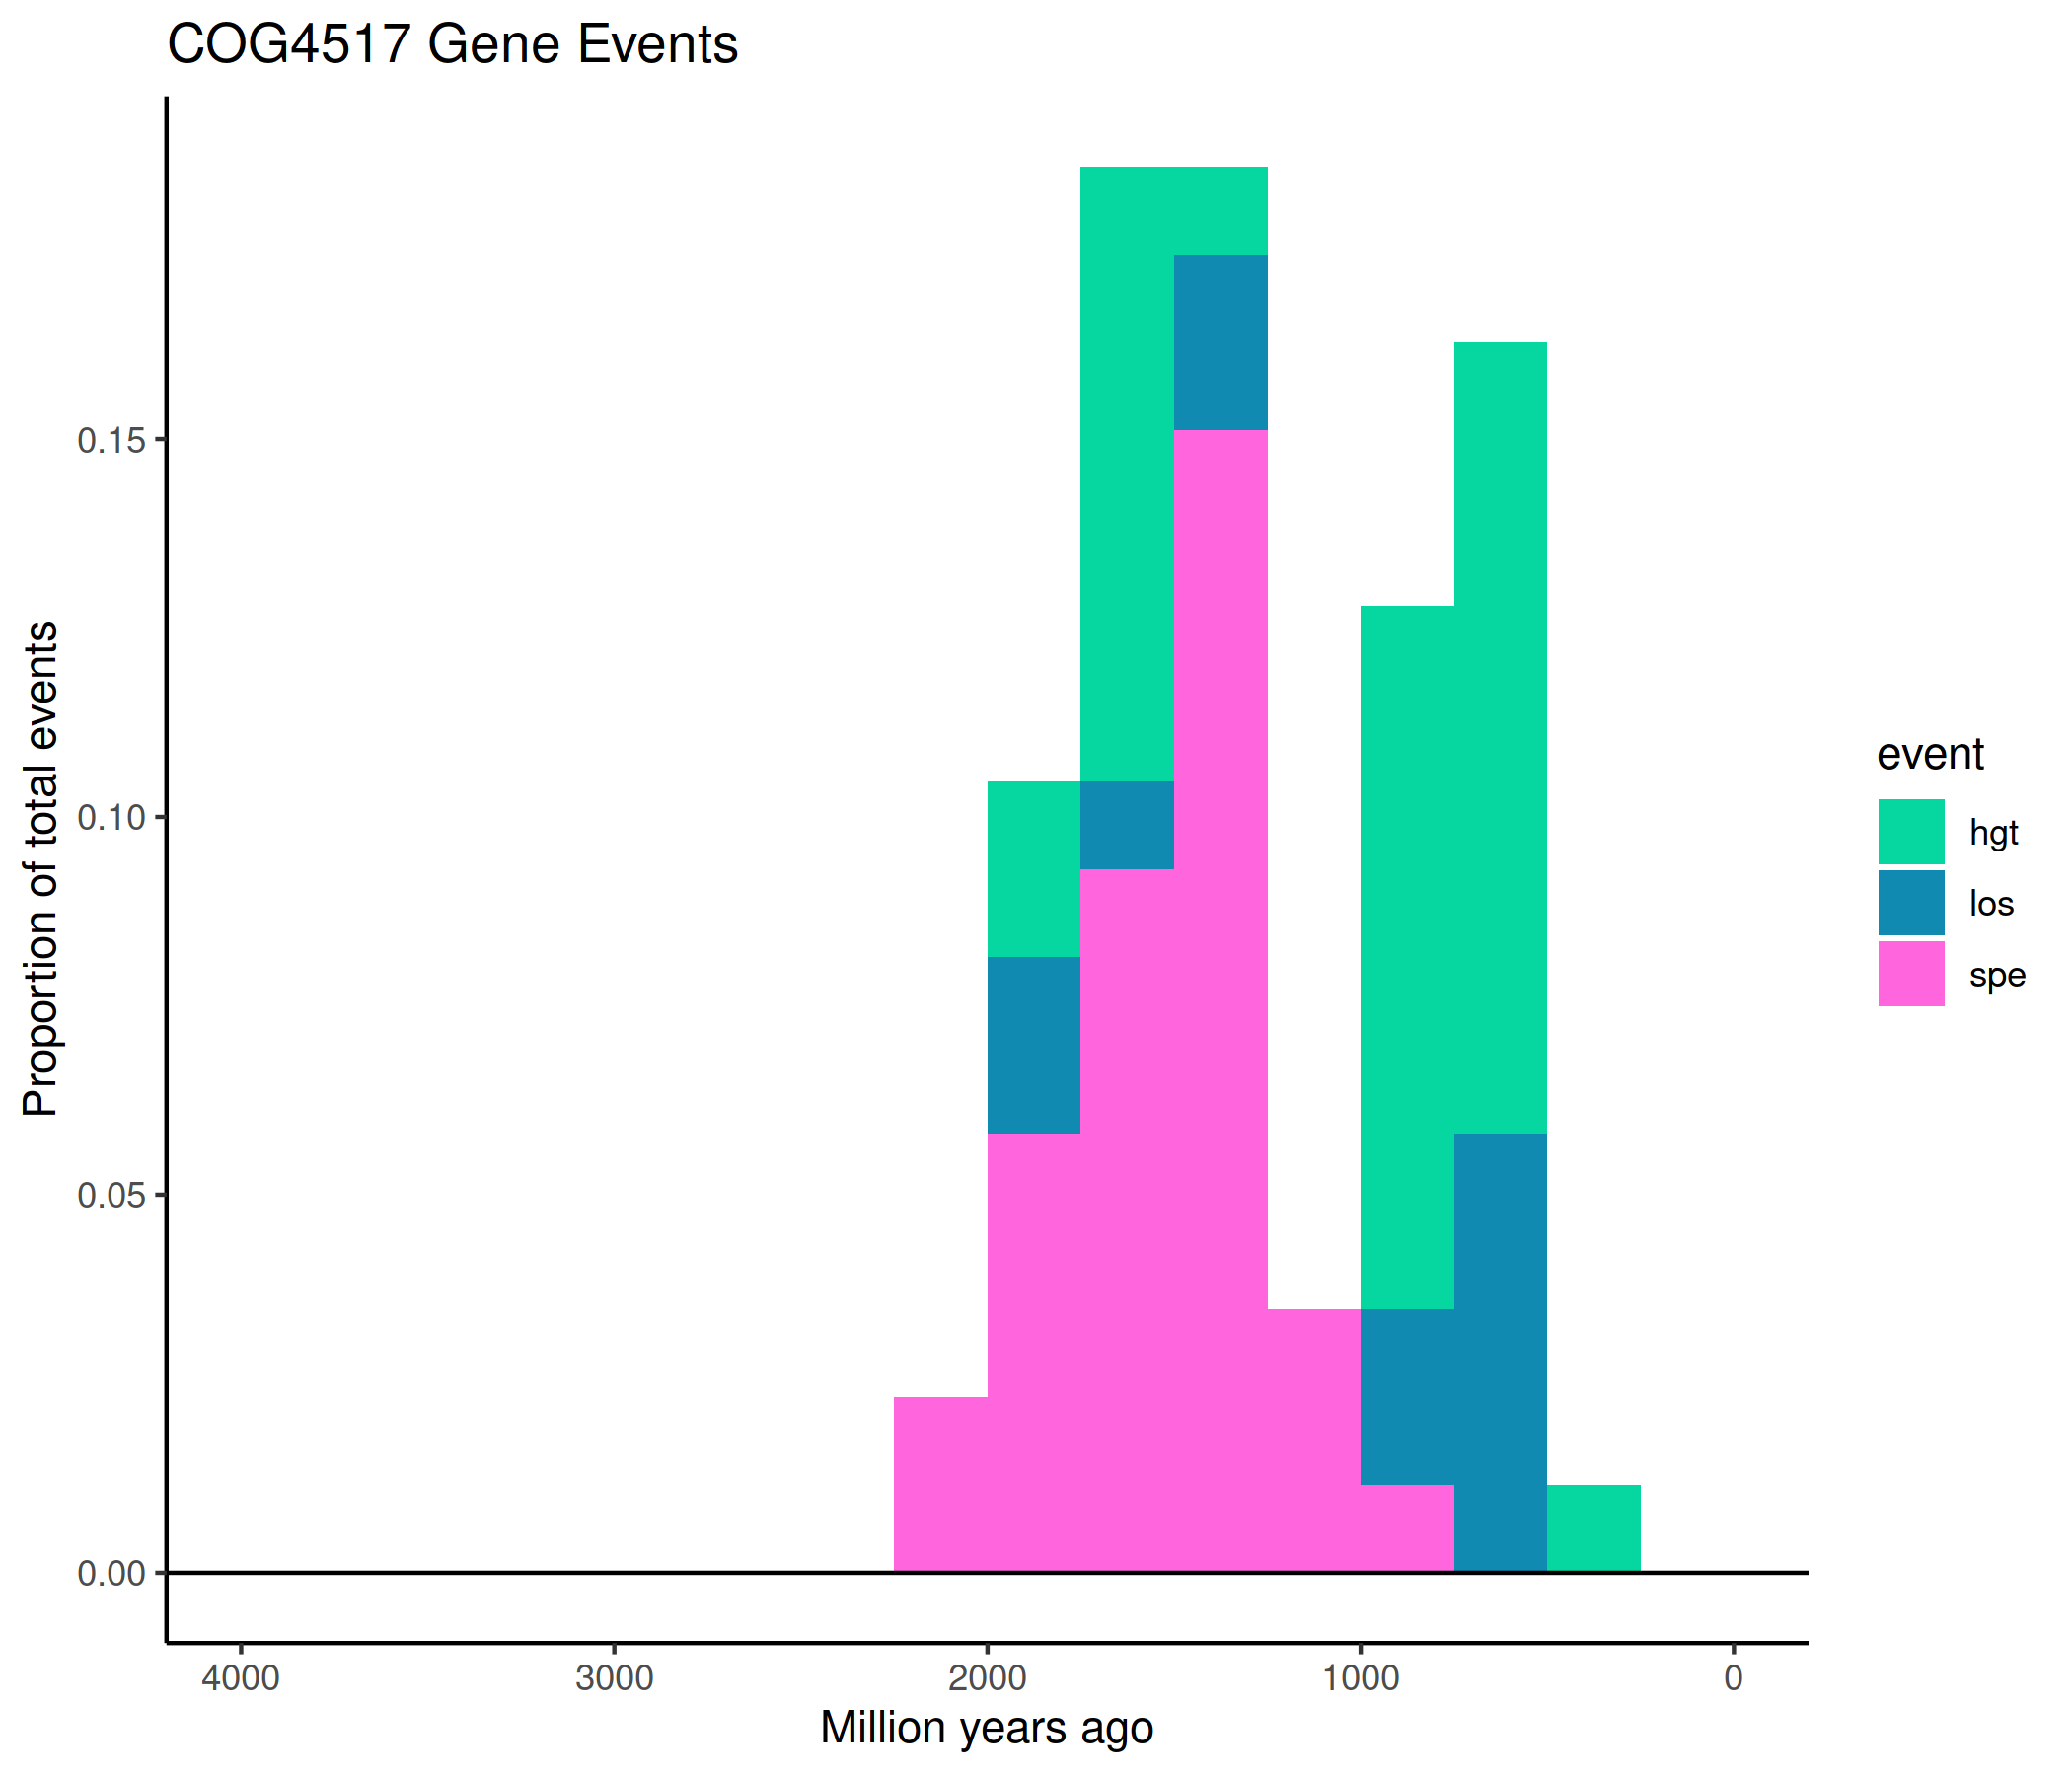 COG4517 Gene Events
Proportion of total events
0.15
0.10
0.05
0.00
4000 3000 2000 1000 0
Million years ago
event
hgt
los
spe